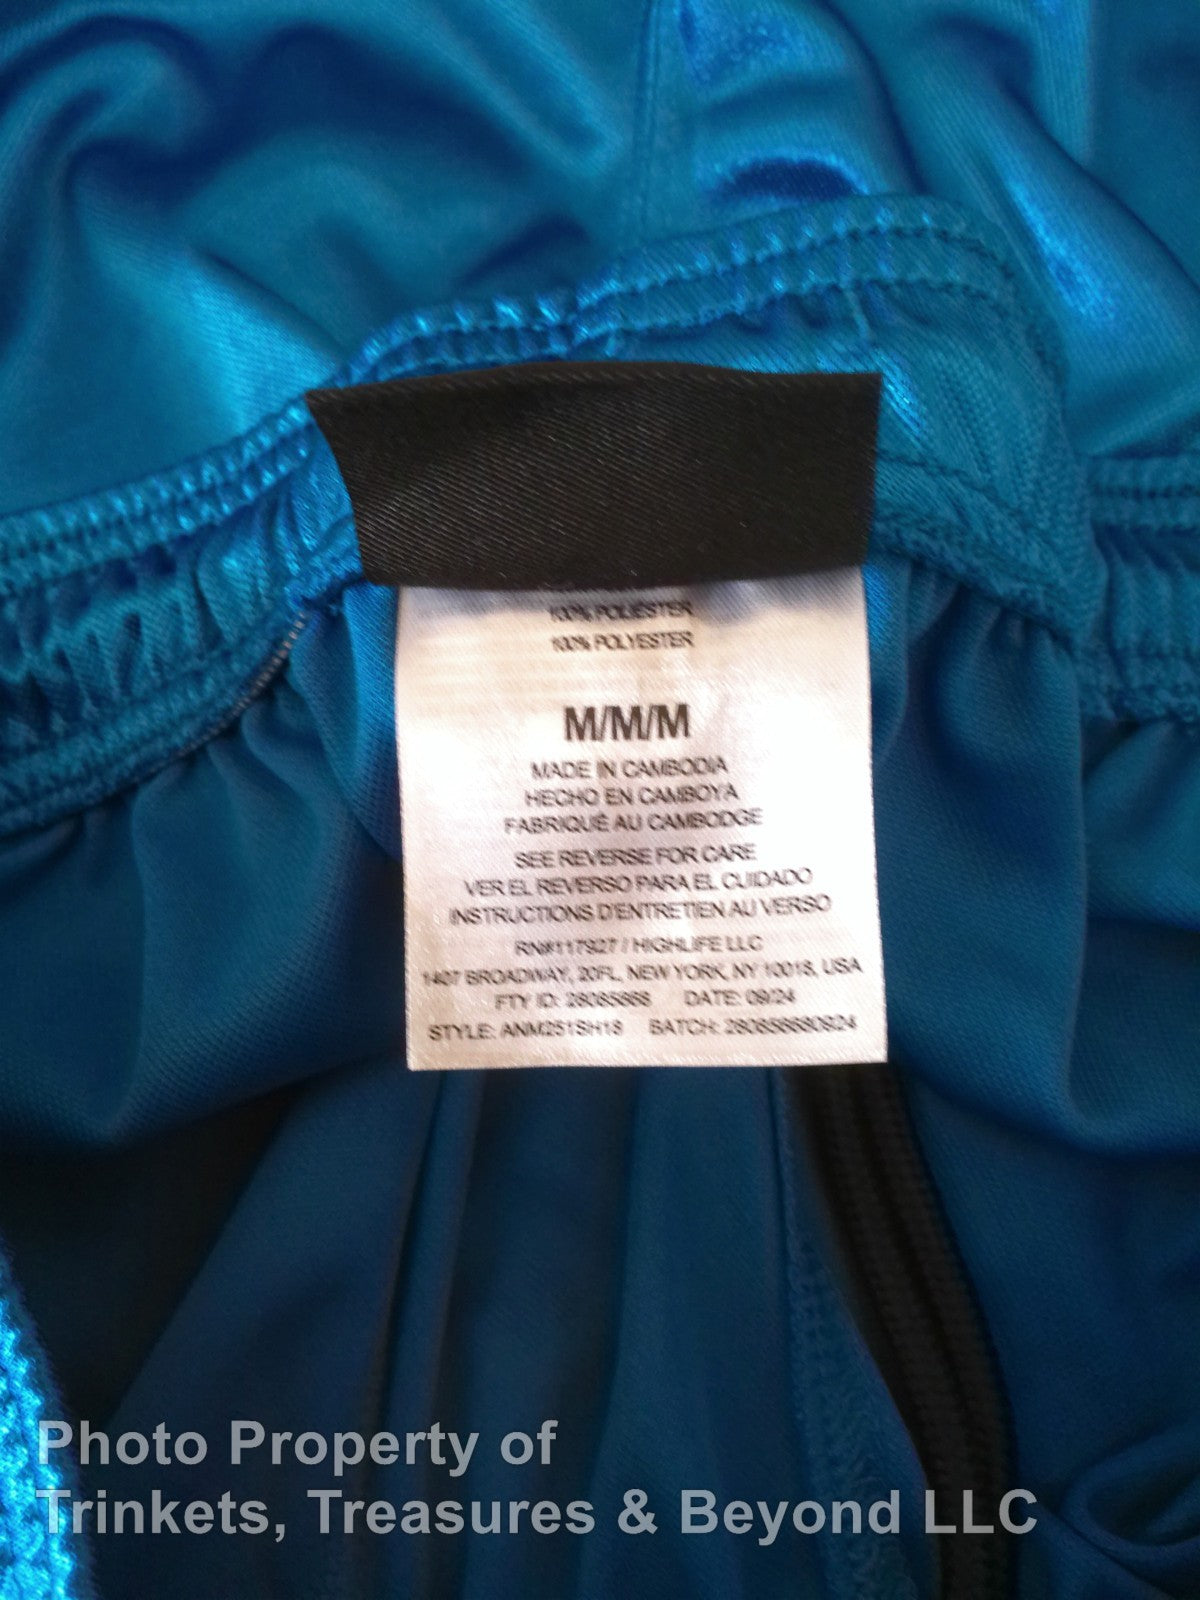 100% POLIÉSTER
100% POLYESTER
M/M/M
MADE IN CAMBODIA
HECHO EN CAMBOYA
FABRIQUÉ AU CAMBODGE
SEE REVERSE FOR CARE
VER EL REVERSO PARA EL CUIDADO
INSTRUCTIONS D'ENTRETIEN AU VERSO
RN#117927 / HIGHLIFE LLC
1407 BROADWAY, 20FL, NEW YORK, NY 10018, USA
FTY ID: 28085668 DATE: 09/24
STYLE: ANM251SH18 BATCH: 280856680924
Photo Property of
Trinkets, Treasures & Beyond LLC